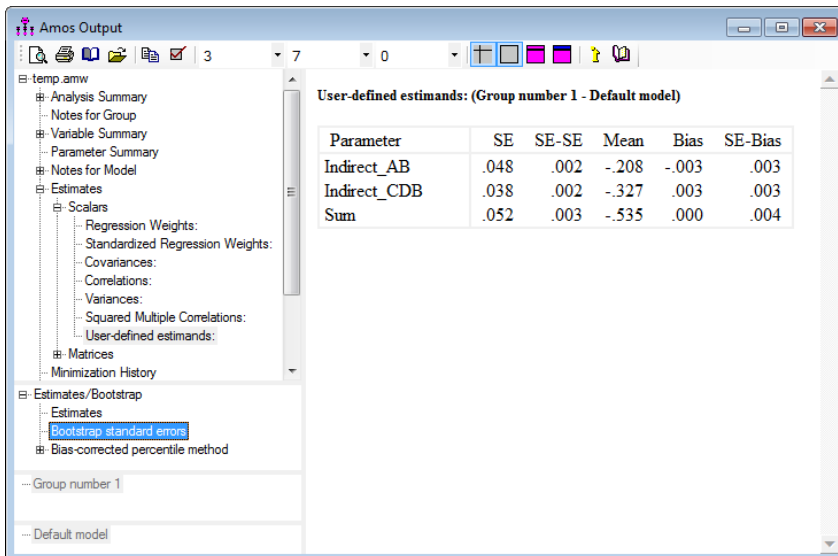 Amos Output
3 7 0
temp.amw
Analysis Summary
Notes for Group
Variable Summary
Parameter Summary
Notes for Model
Estimates
Scalars
Regression Weights:
Standardized Regression Weights:
Covariances:
Correlations:
Variances:
Squared Multiple Correlations:
User-defined estimands:
Matrices
Minimization History
Estimates/Bootstrap
Estimates
Bootstrap standard errors
Bias-corrected percentile method
Group number 1
Default model
User-defined estimands: (Group number 1 - Default model)
Parameter SE SE-SE Mean Bias SE-Bias
Indirect_AB .048 .002 -.208 -.003 .003
Indirect_CDB .038 .002 -.327 .003 .003
Sum .052 .003 -.535 .000 .004